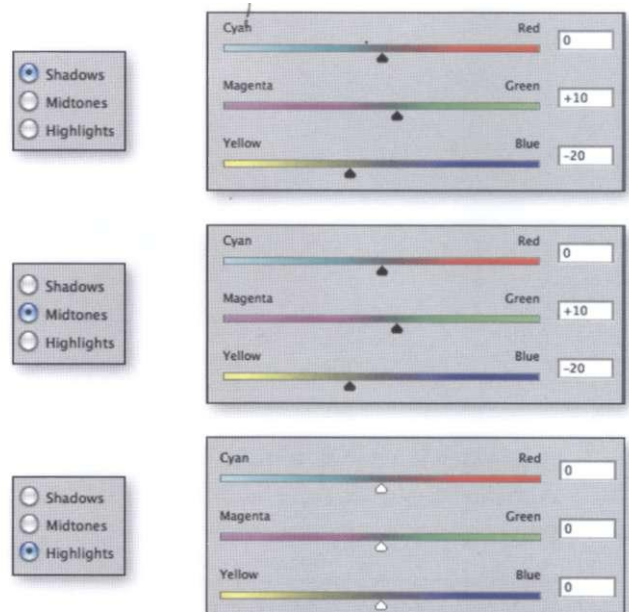 Shadows
Midtones
Highlights
Cyan Red 0
Magenta Green +10
Yellow Blue -20
Shadows
Midtones
Highlights
Cyan Red 0
Magenta Green +10
Yellow Blue -20
Shadows
Midtones
Highlights
Cyan Red 0
Magenta Green 0
Yellow Blue 0